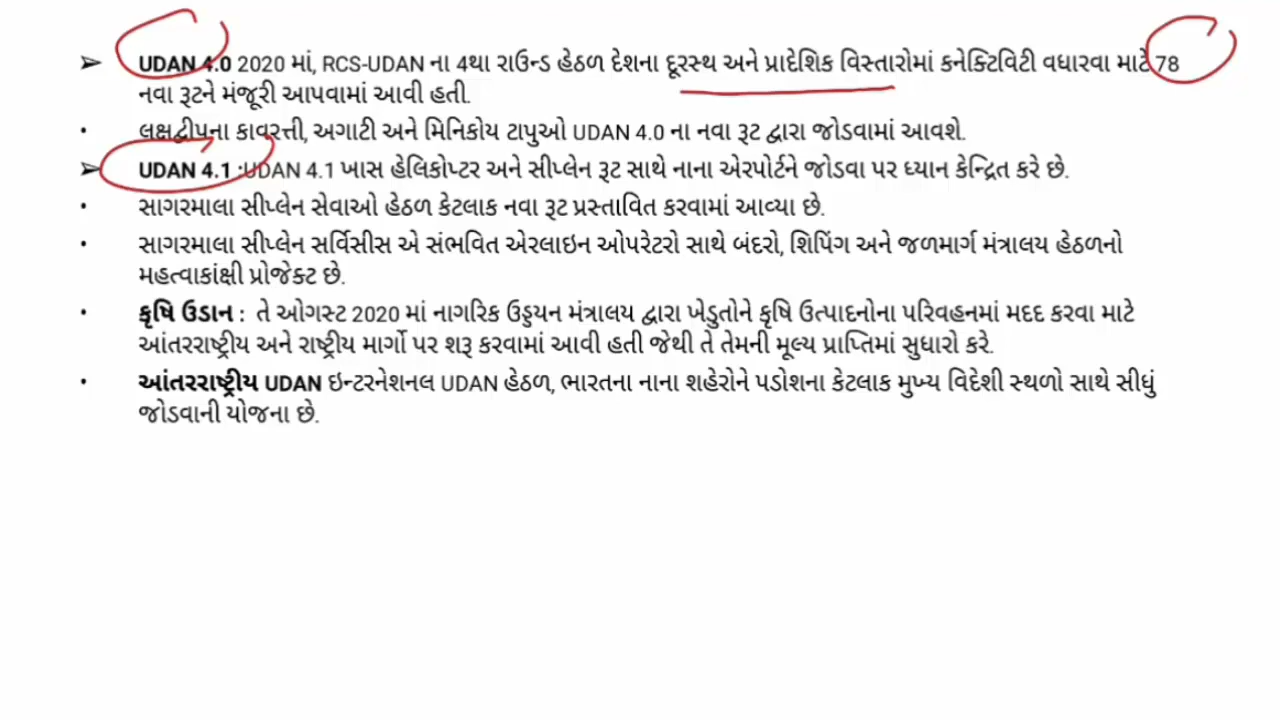 ➢ UDAN 4.0 2020 માં, RCS-UDAN ના 4થા રાઉન્ડ હેઠળ દેશના દૂરસ્થ અને પ્રાદેશિક વિસ્તારોમાં કનેક્ટિવિટી વધારવા માટે 78
નવા રૂટને મંજૂરી આપવામાં આવી હતી.
• લક્ષદ્વીપના કાવરત્તી, અગાટી અને મિનિકોય ટાપુઓ UDAN 4.0 ના નવા રૂટ દ્વારા જોડવામાં આવશે.
➢ UDAN 4.1 :UDAN 4.1 ખાસ હેલિકોપ્ટર અને સીપ્લેન રૂટ સાથે નાના એરપોર્ટને જોડવા પર ધ્યાન કેન્દ્રિત કરે છે.
• સાગરમાલા સીપ્લેન સેવાઓ હેઠળ કેટલાક નવા રૂટ પ્રસ્તાવિત કરવામાં આવ્યા છે.
• સાગરમાલા સીપ્લેન સર્વિસીસ એ સંભવિત એરલાઇન ઓપરેટરો સાથે બંદરો, શિપિંગ અને જળમાર્ગ મંત્રાલય હેઠળનો
મહત્વાકાંક્ષી પ્રોજેક્ટ છે.
• કૃષિ ઉડાન : તે ઓગસ્ટ 2020 માં નાગરિક ઉડ્ડયન મંત્રાલય દ્વારા ખેડુતોને કૃષિ ઉત્પાદનોના પરિવહનમાં મદદ કરવા માટે
આંતરરાષ્ટ્રીય અને રાષ્ટ્રીય માર્ગો પર શરૂ કરવામાં આવી હતી જેથી તે તેમની મૂલ્ય પ્રાપ્તિમાં સુધારો કરે.
• આંતરરાષ્ટ્રીય UDAN ઇન્ટરનેશનલ UDAN હેઠળ, ભારતના નાના શહેરોને પડોશના કેટલાક મુખ્ય વિદેશી સ્થળો સાથે સીધું
જોડવાની યોજના છે.